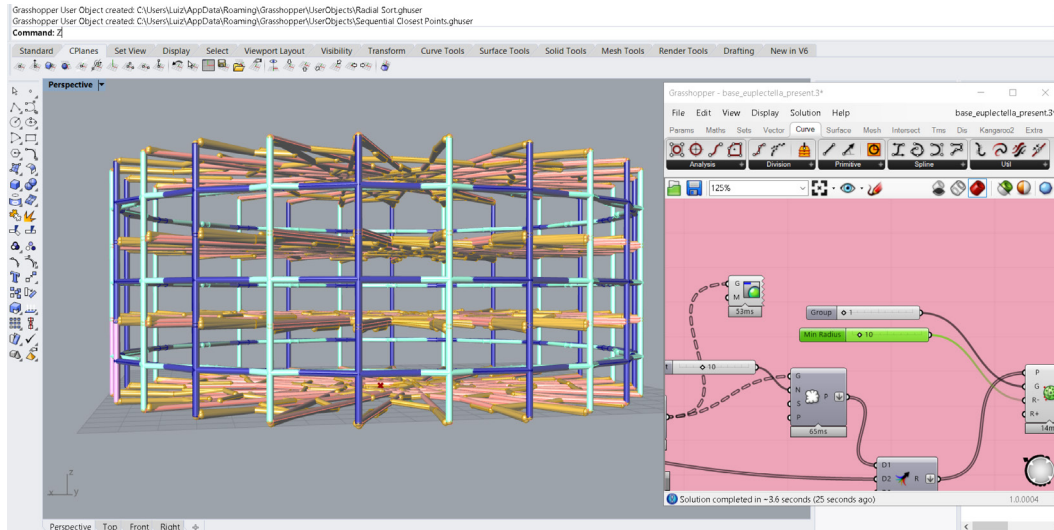 Grasshopper User Object created: C:\Users\Luiz\AppData\Roaming\Grasshopper\UserObjects\Radial Sort.ghuser
Grasshopper User Object created: C:\Users\Luiz\AppData\Roaming\Grasshopper\UserObjects\Sequential Closest Points.ghuser
Command: Z
Standard CPlanes Set View Display Select Viewport Layout Visibility Transform Curve Tools Surface Tools Solid Tools Mesh Tools Render Tools Drafting New in V6
Perspective
Grasshopper - base_euplectella_present.3*
File Edit View Display Solution Help base_euplectella_present.3*
Params Maths Sets Vector Curve Surface Mesh Intersect Trns Dis Kangaroo2 Extra
Analysis + Division + Primitive + Spline + Util +
125%
G
M
53ms
Group 1
Min Radius 10
t 10
G
N
S
P
P
65ms
P
G
R-
R+
14m
D1
D2
R
Solution completed in ~3.6 seconds (25 seconds ago) 1.0.0004
z
x y
Perspective Top Front Right